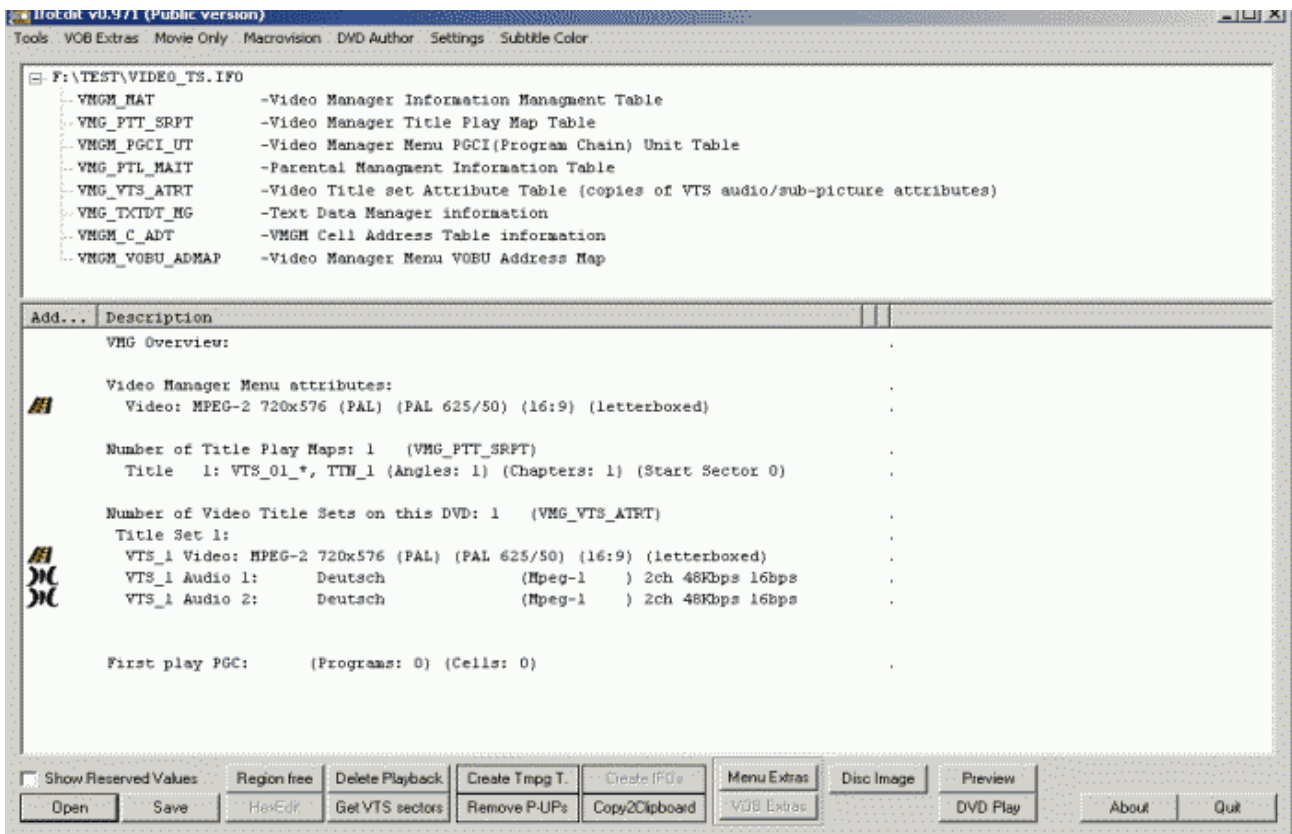 IfoEdit v0.971 (Public version)
Tools VOB Extras Movie Only Macrovision DVD Author Settings Subtitle Color
F:\TEST\VIDEO_TS.IFO
VMGM_MAT -Video Manager Information Managment Table
VMG_PTT_SRPT -Video Manager Title Play Map Table
VMGM_PGCI_UT -Video Manager Menu PGCI(Program Chain) Unit Table
VMG_PTL_MAIT -Parental Managment Information Table
VMG_VTS_ATRT -Video Title set Attribute Table (copies of VTS audio/sub-picture attributes)
VMG_TXTDT_MG -Text Data Manager information
VMGM_C_ADT -VMGM Cell Address Table information
VMGM_VOBU_ADMAP -Video Manager Menu VOBU Address Map
Add... Description
VMG Overview:
Video Manager Menu attributes:
Video: MPEG-2 720x576 (PAL) (PAL 625/50) (16:9) (letterboxed)
Number of Title Play Maps: 1 (VMG_PTT_SRPT)
Title 1: VTS_01_*, TTN_1 (Angles: 1) (Chapters: 1) (Start Sector 0)
Number of Video Title Sets on this DVD: 1 (VMG_VTS_ATRT)
Title Set 1:
VTS_1 Video: MPEG-2 720x576 (PAL) (PAL 625/50) (16:9) (letterboxed)
VTS_1 Audio 1: Deutsch (Mpeg-1 ) 2ch 48Kbps 16bps
VTS_1 Audio 2: Deutsch (Mpeg-1 ) 2ch 48Kbps 16bps
First play PGC: (Programs: 0) (Cells: 0)
Show Reserved Values Region free Delete Playback Create Tmpg T. Create IFO's Menu Extras Disc Image Preview
Open Save HexEdit Get VTS sectors Remove P-UPs Copy2Clipboard VOB Extras DVD Play About Quit